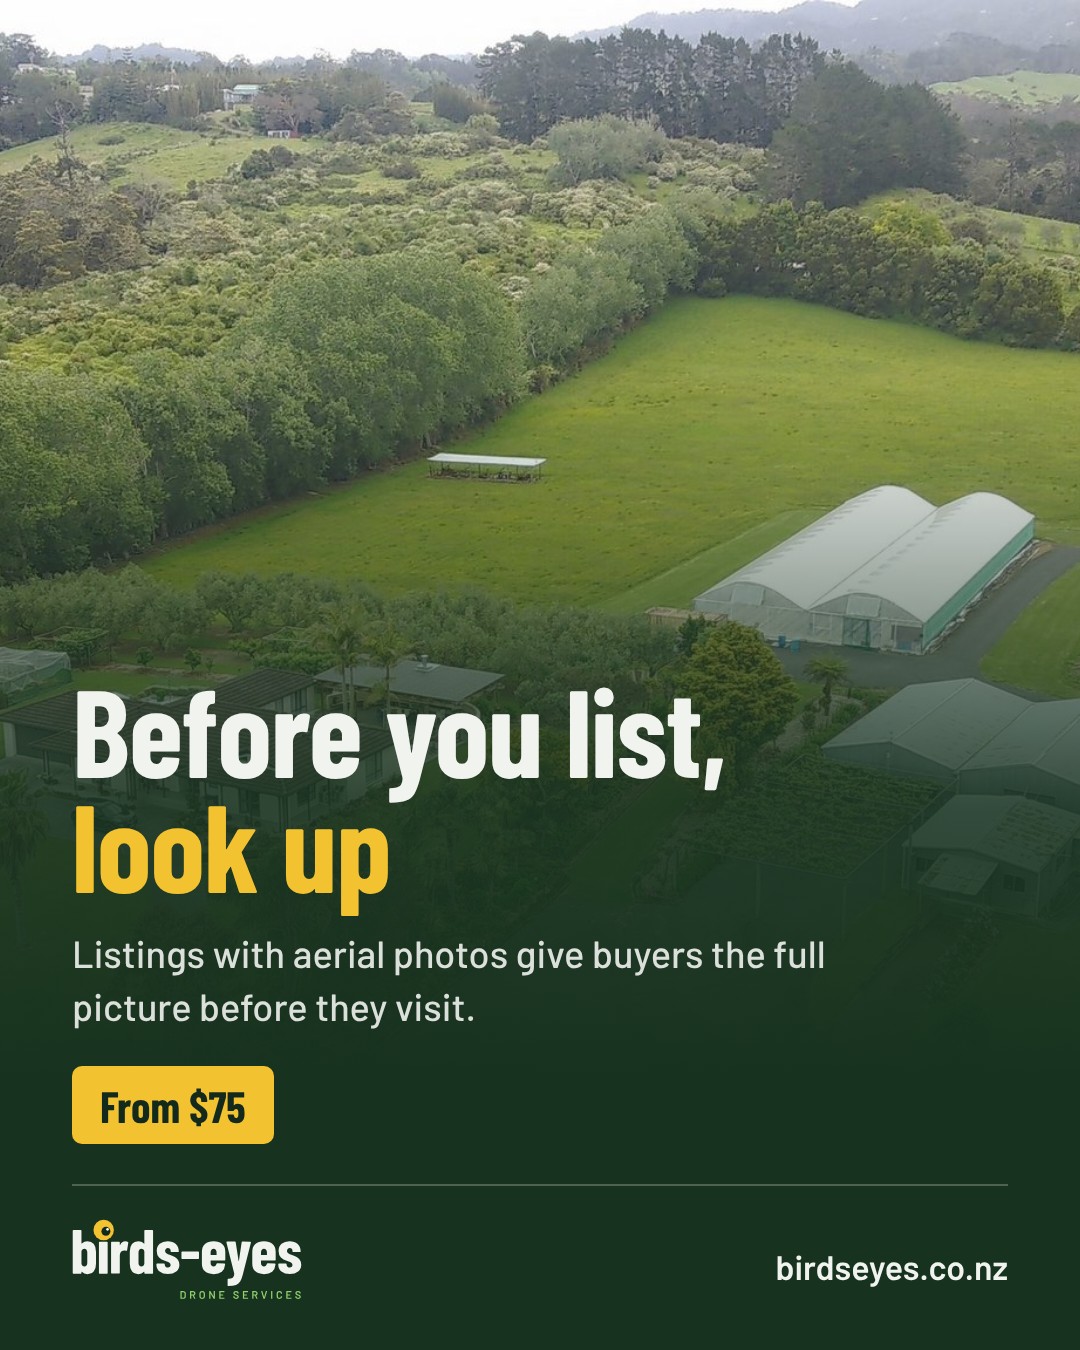 Before you list,
look up
Listings with aerial photos give buyers the full
picture before they visit.
From $75
birds-eyes
DRONE SERVICES
birdseyes.co.nz